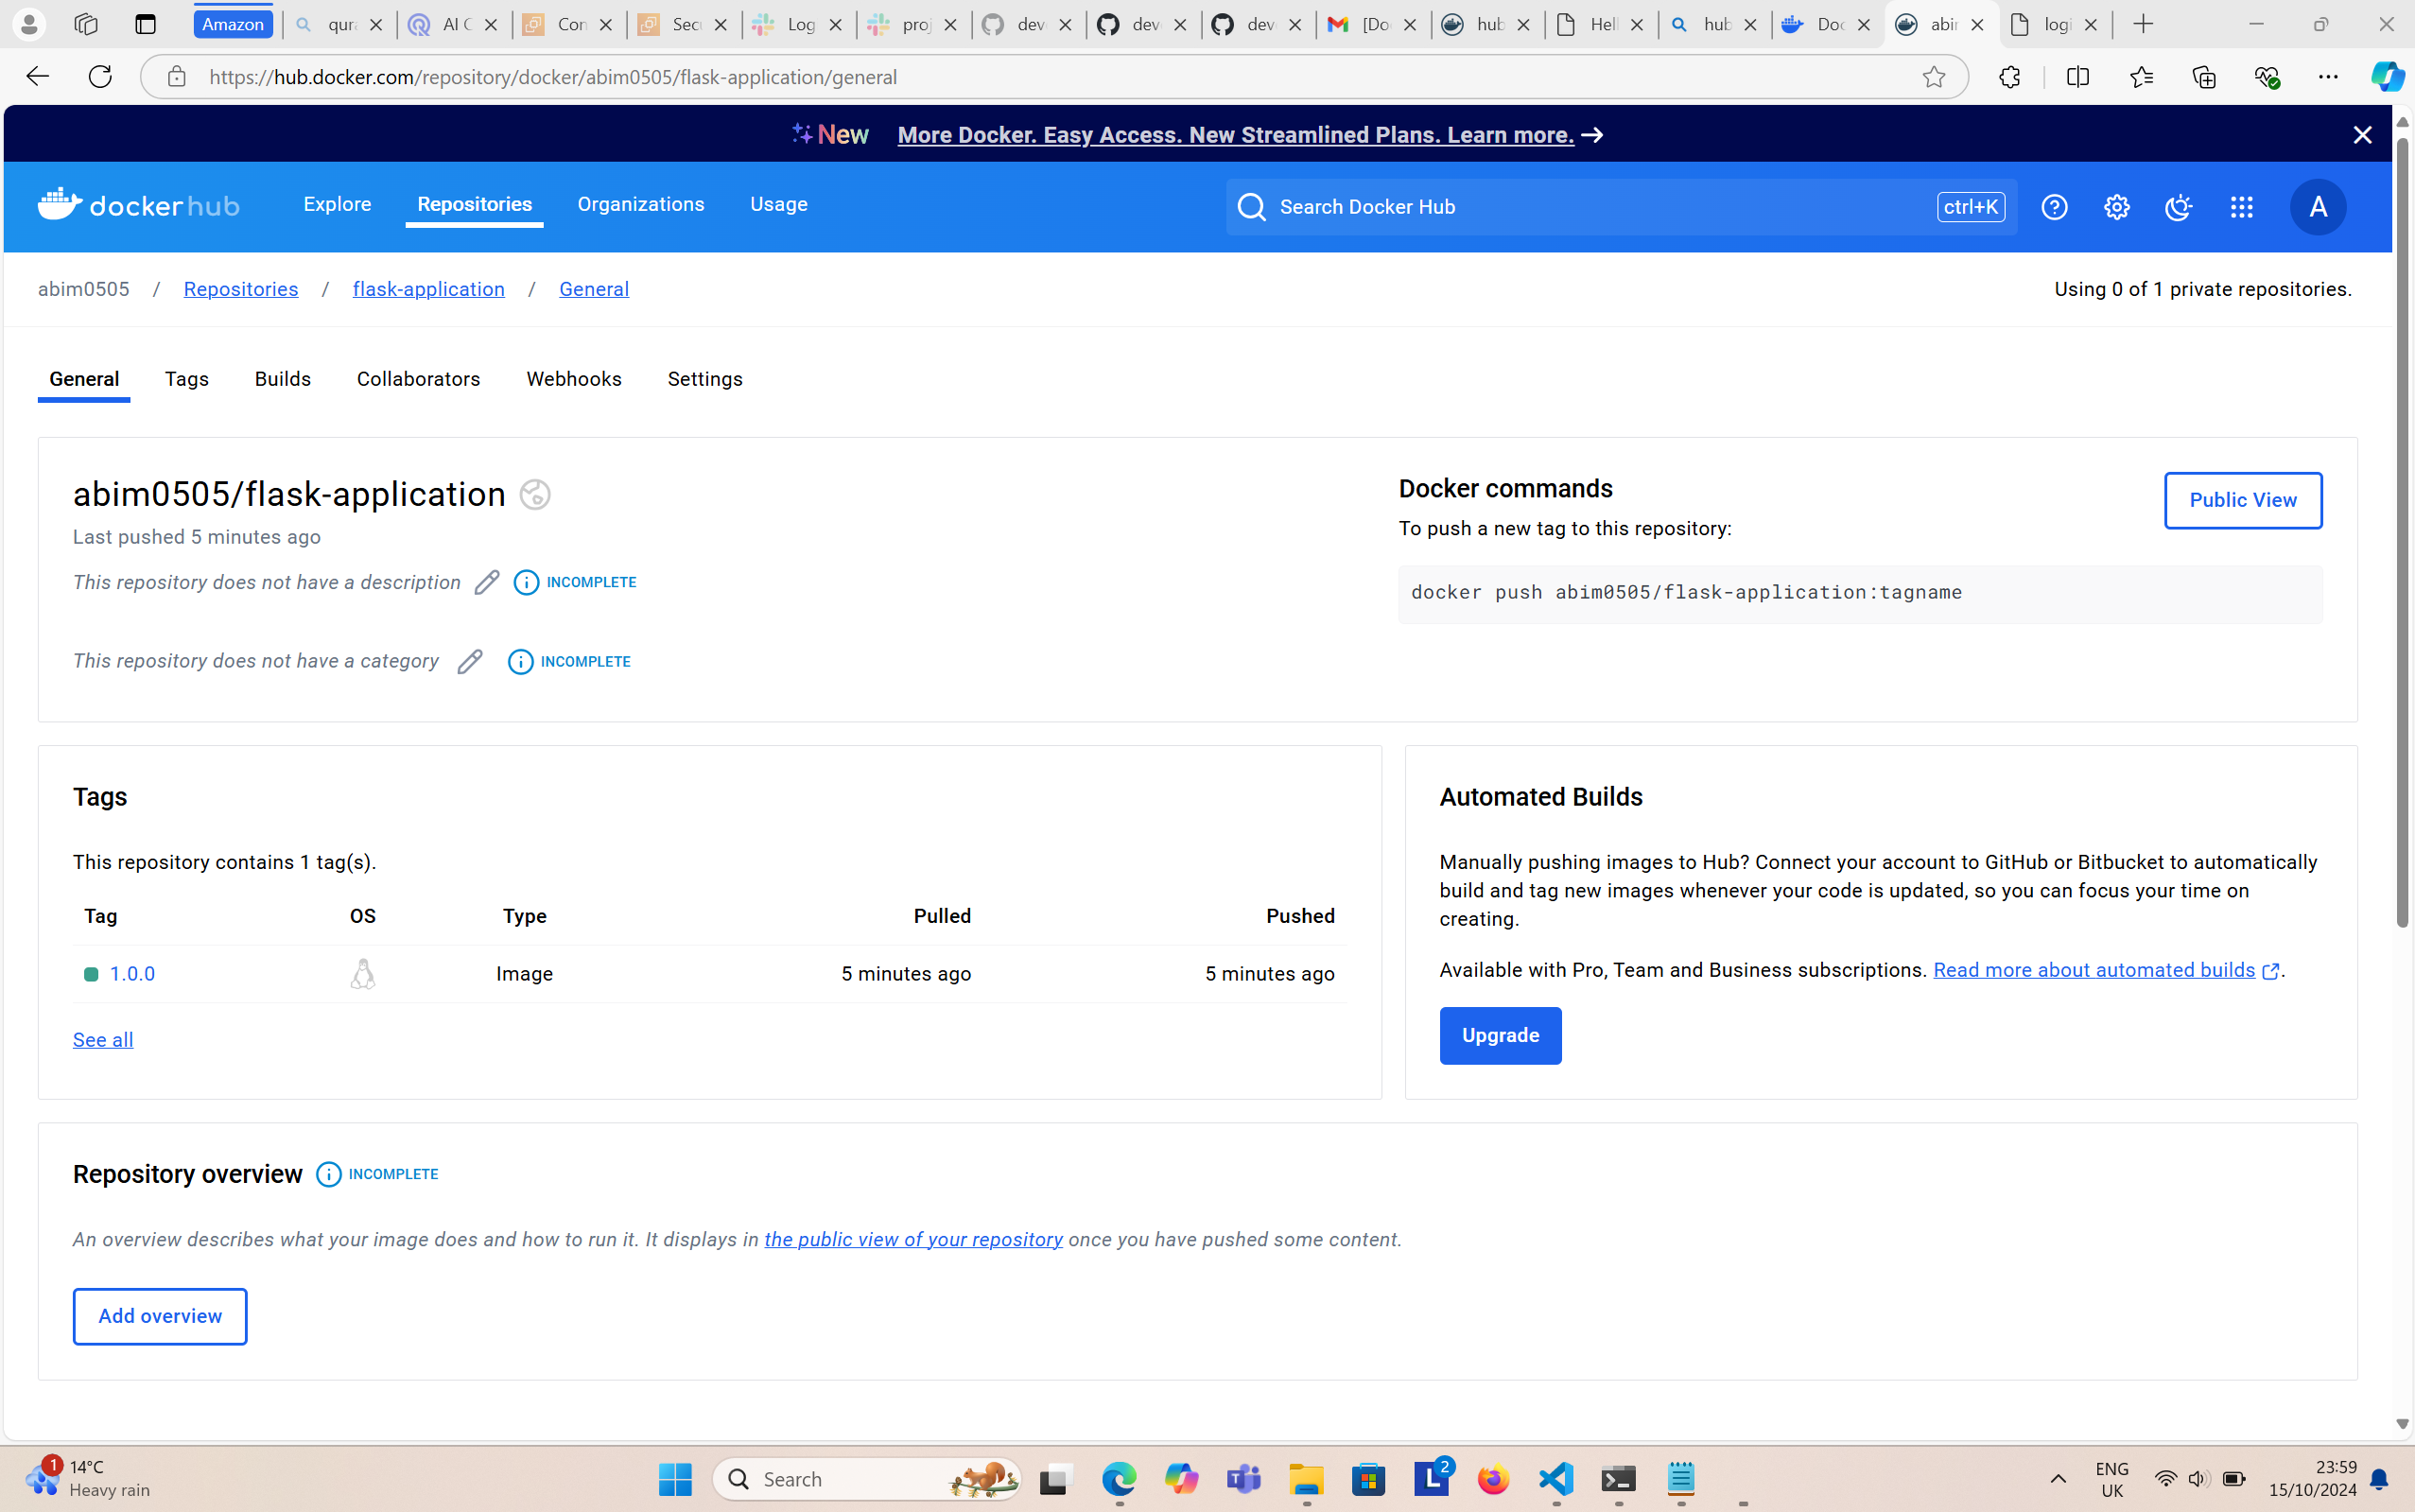 Amazon
qura
AI C
Con
Secu
Log
proj
dev
dev
dev
[Do
hub
Hell
hub
Doc
abir
logi
https://hub.docker.com/repository/docker/abim0505/flask-application/general
New More Docker. Easy Access. New Streamlined Plans. Learn more.
dockerhub
Explore
Repositories
Organizations
Usage
Search Docker Hub
ctrl+K
A
abim0505 / Repositories / flask-application / General
Using 0 of 1 private repositories.
General
Tags
Builds
Collaborators
Webhooks
Settings
abim0505/flask-application
Last pushed 5 minutes ago
This repository does not have a description INCOMPLETE
This repository does not have a category INCOMPLETE
Docker commands
Public View
To push a new tag to this repository:
docker push abim0505/flask-application:tagname
Tags
This repository contains 1 tag(s).
Tag OS Type Pulled Pushed
1.0.0 Image 5 minutes ago 5 minutes ago
See all
Automated Builds
Manually pushing images to Hub? Connect your account to GitHub or Bitbucket to automatically
build and tag new images whenever your code is updated, so you can focus your time on
creating.
Available with Pro, Team and Business subscriptions. Read more about automated builds.
Upgrade
Repository overview INCOMPLETE
An overview describes what your image does and how to run it. It displays in the public view of your repository once you have pushed some content.
Add overview
1
14°C
Heavy rain
Search
L
2
ENG
UK
23:59
15/10/2024